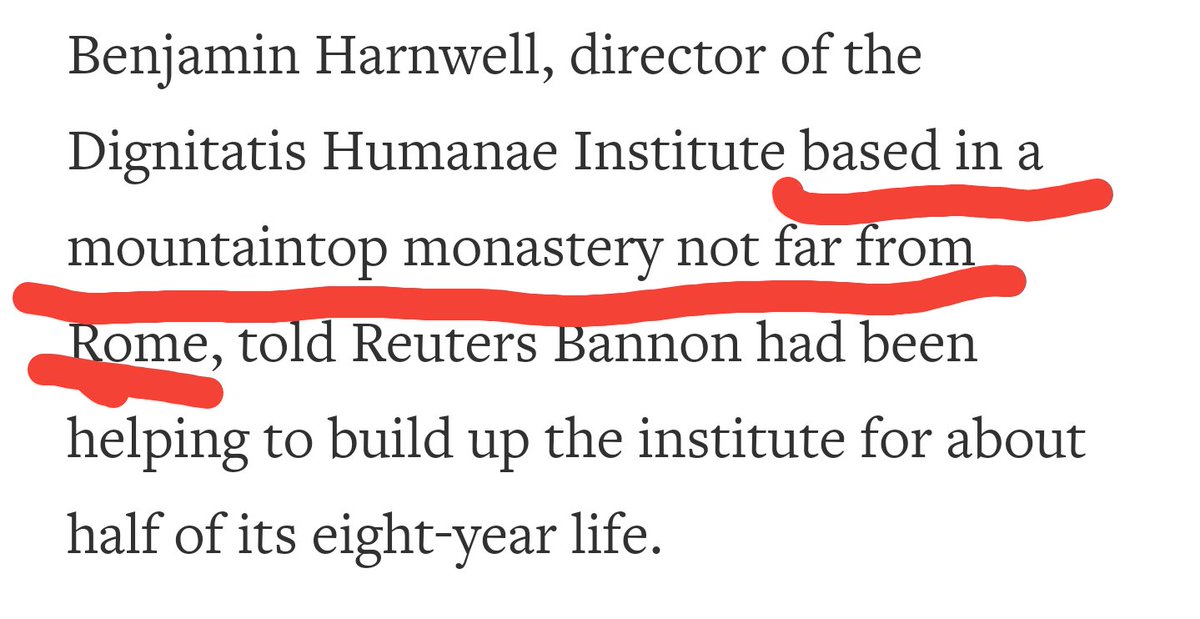 Benjamin Harnwell, director of the
Dignitatis Humanae Institute based in a
mountaintop monastery not far from
Rome, told Reuters Bannon had been
helping to build up the institute for about
half of its eight-year life.